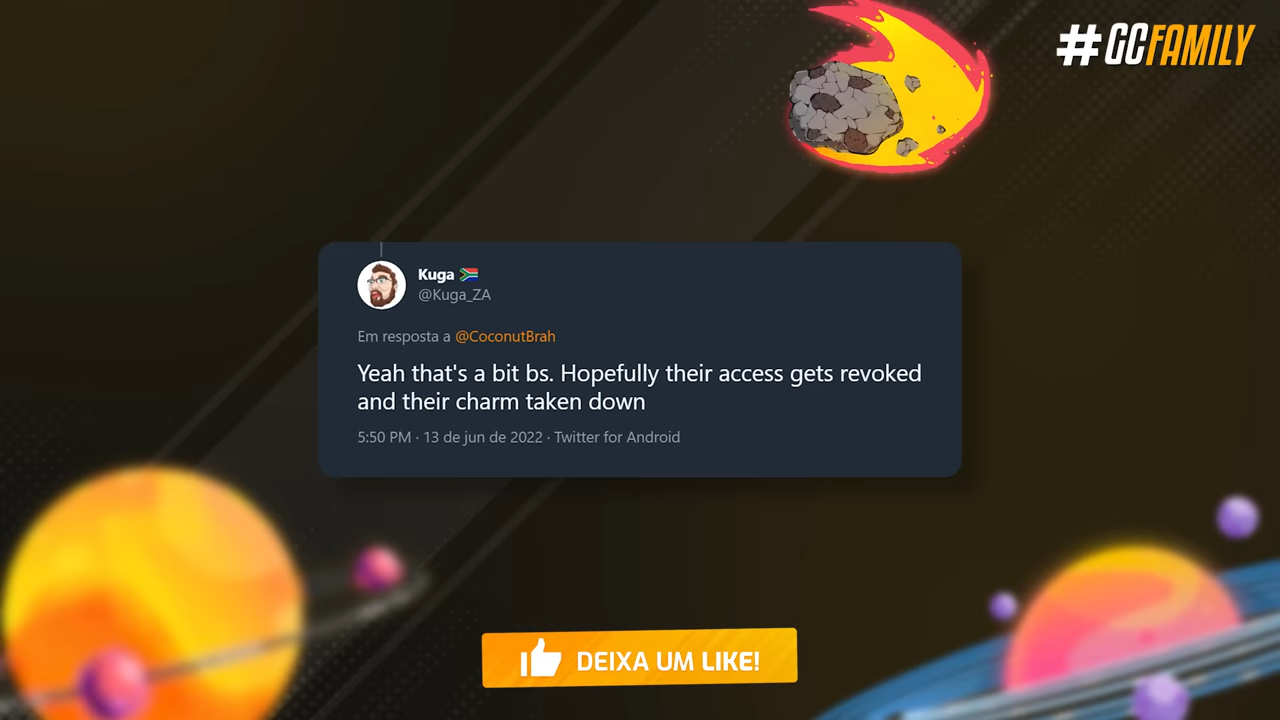 #GCFAMILY
Kuga 🇿🇦
@Kuga_ZA
Em resposta a @CoconutBrah
Yeah that's a bit bs. Hopefully their access gets revoked
and their charm taken down
5:50 PM · 13 de jun de 2022 · Twitter for Android
DEIXA UM LIKE!